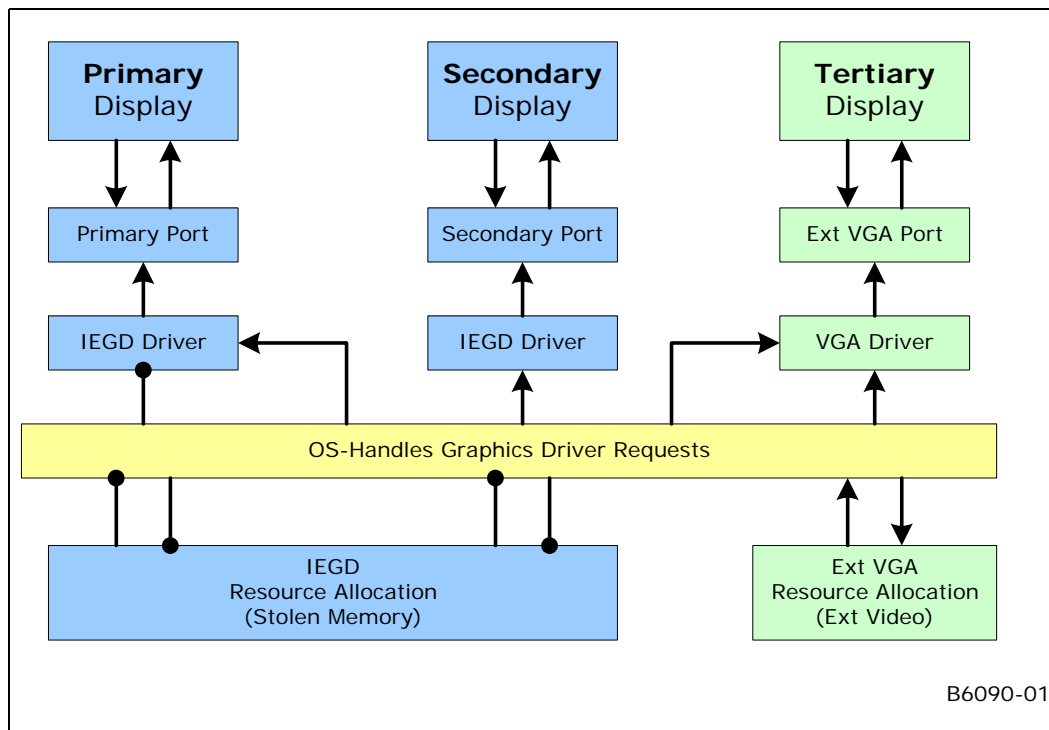 Primary
Display
Secondary
Display
Tertiary
Display
Primary Port
Secondary Port
Ext VGA Port
IEGD Driver
IEGD Driver
VGA Driver
OS-Handles Graphics Driver Requests
IEGD
Resource Allocation
(Stolen Memory)
Ext VGA
Resource Allocation
(Ext Video)
B6090-01